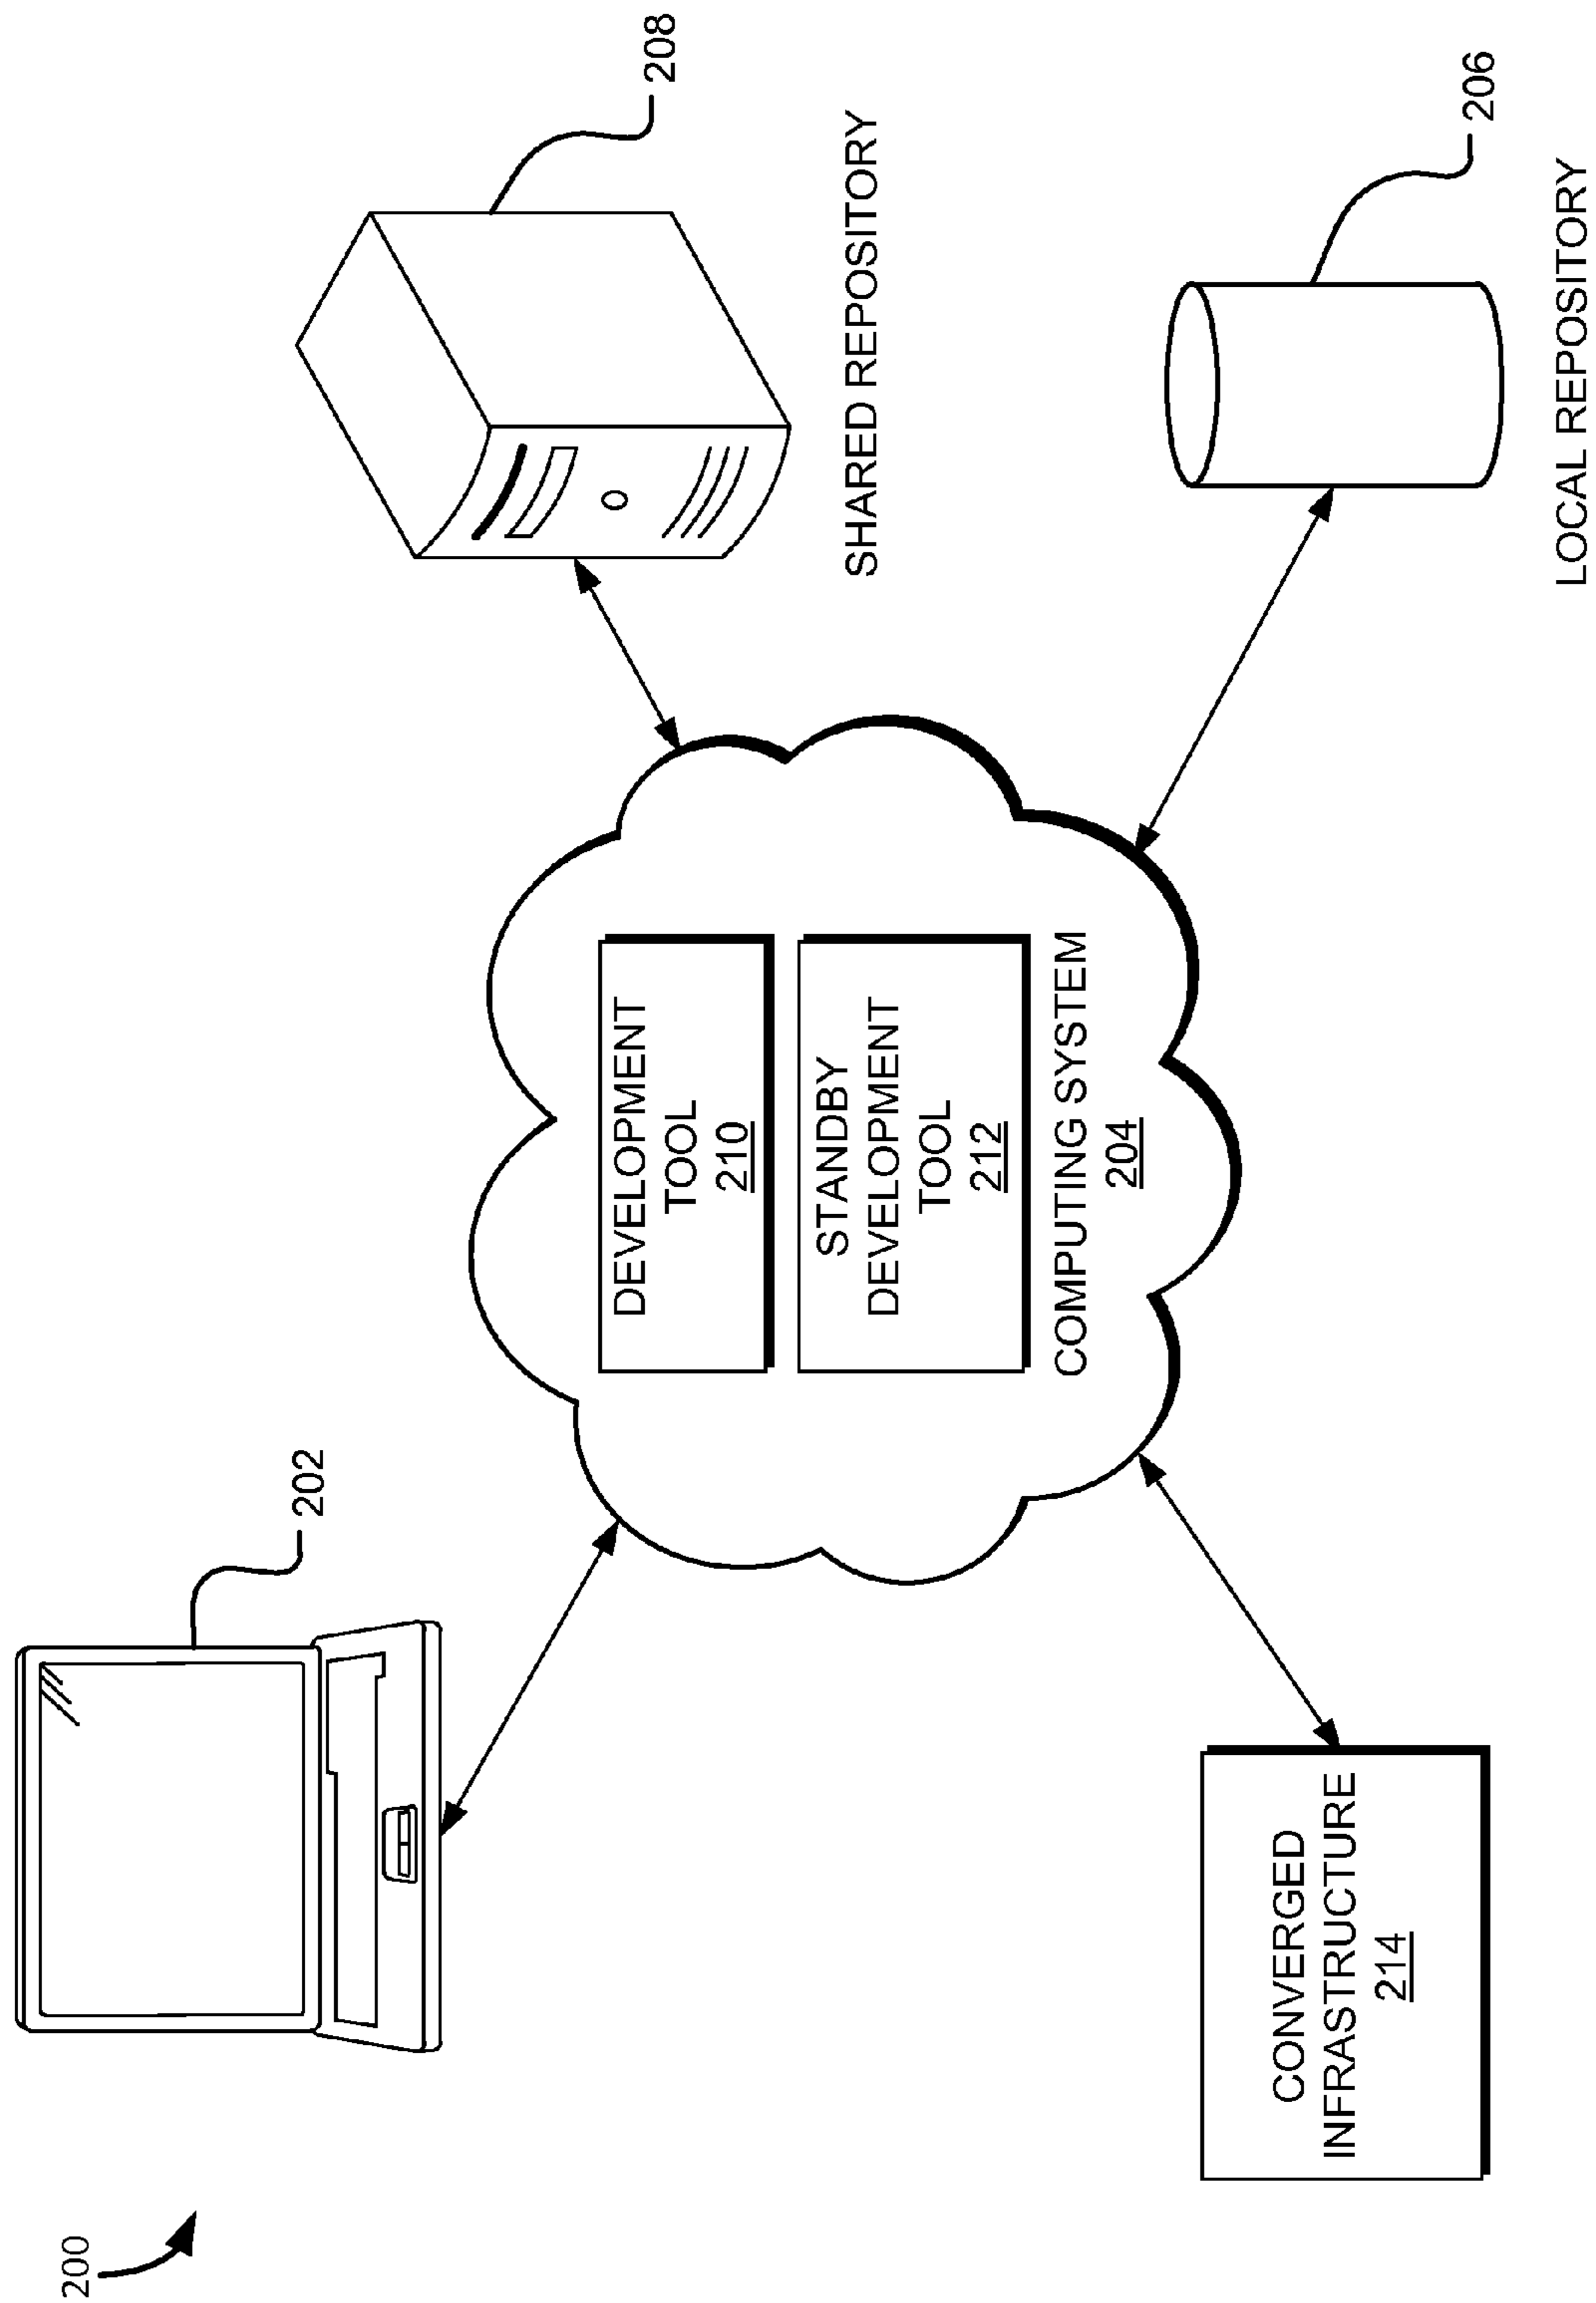 200
202
208
SHARED REPOSITORY
DEVELOPMENT
TOOL
210
STANDBY
DEVELOPMENT
TOOL
212
COMPUTING SYSTEM
204
CONVERGED
INFRASTRUCTURE
214
206
LOCAL REPOSITORY